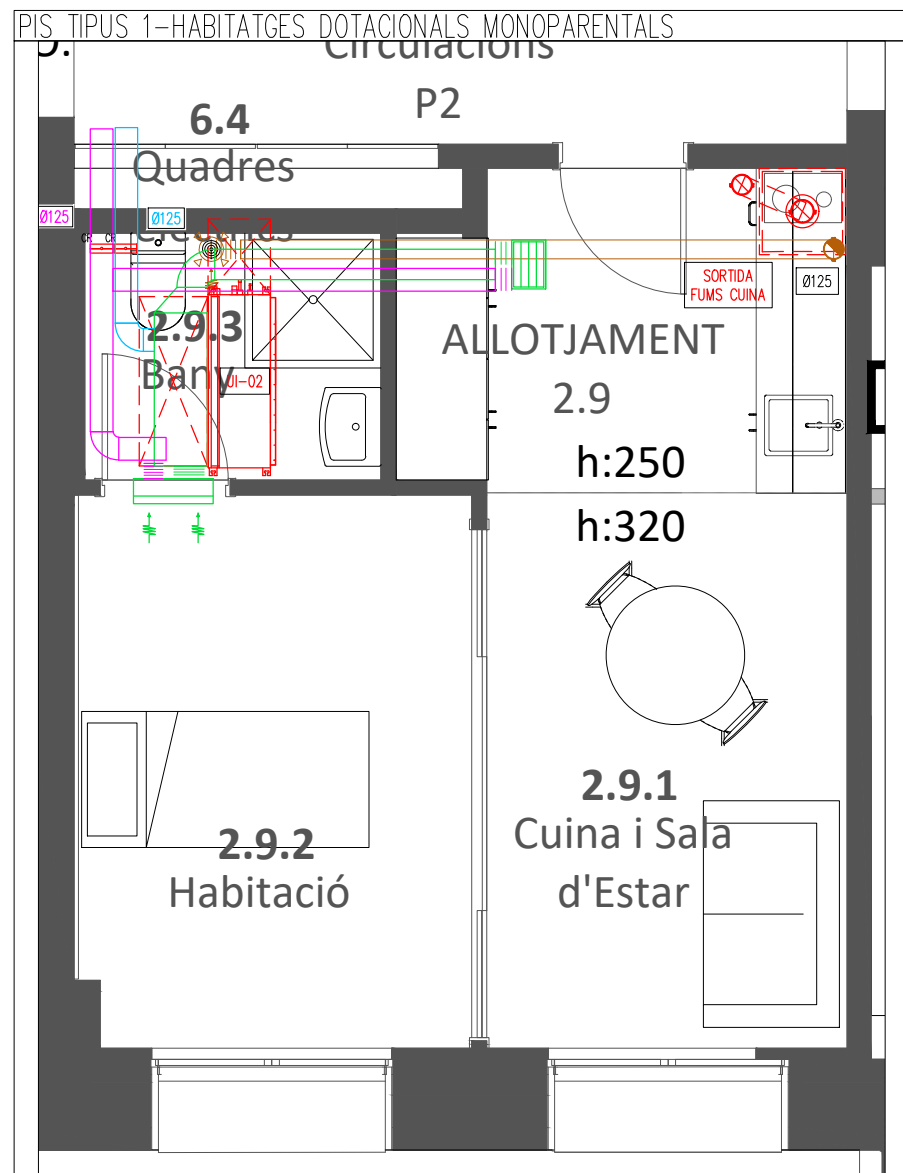 PIS TIPUS 1-HABITATGES DOTACIONALS MONOPARENTALS
Circulacions
P2
6.4
Quadres
Ø125
Ø125
CR CR
SORTIDA
FUMS CUINA
Ø125
2.9.3
Bany
UI-02
ALLOTJAMENT
2.9
h:250
h:320
2.9.1
Cuina i Sala
d'Estar
2.9.2
Habitació